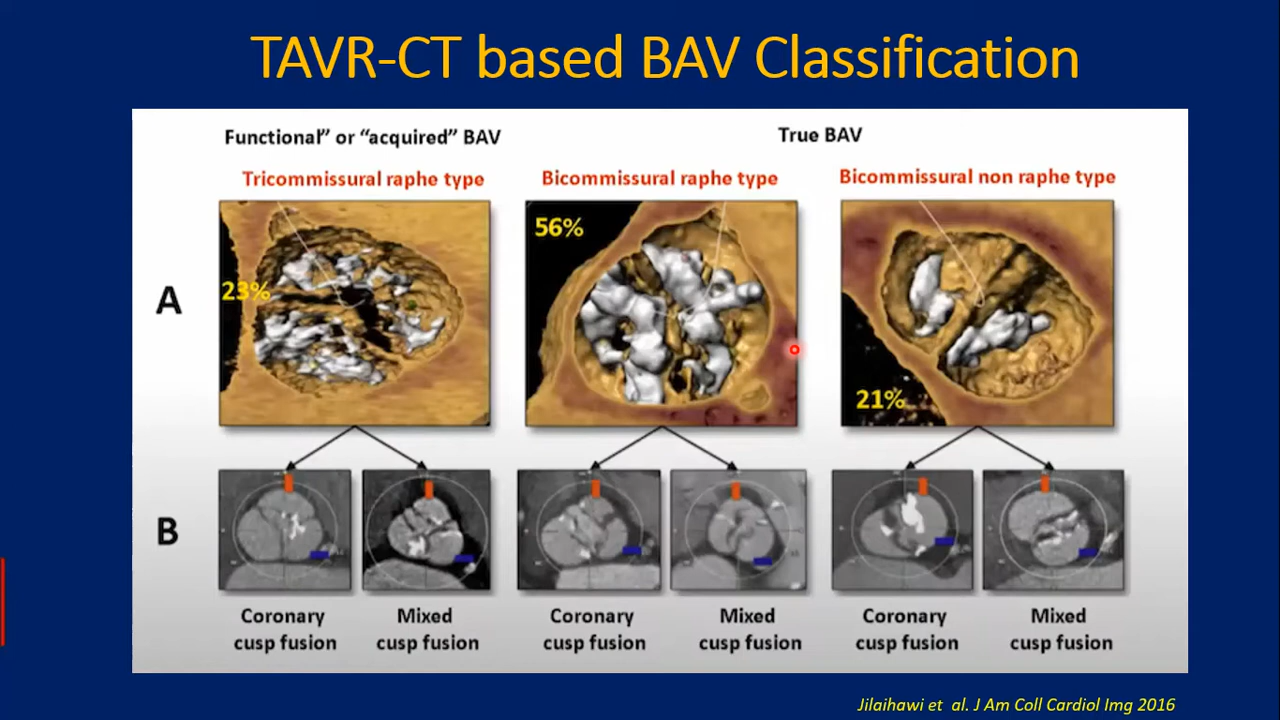 TAVR-CT based BAV Classification
Functional” or “acquired” BAV
True BAV
Tricommissural raphe type
Bicommissural raphe type
Bicommissural non raphe type
A
23%
56%
21%
B
Coronary
cusp fusion
Mixed
cusp fusion
Coronary
cusp fusion
Mixed
cusp fusion
Coronary
cusp fusion
Mixed
cusp fusion
Jilaihawi et al. J Am Coll Cardiol Img 2016